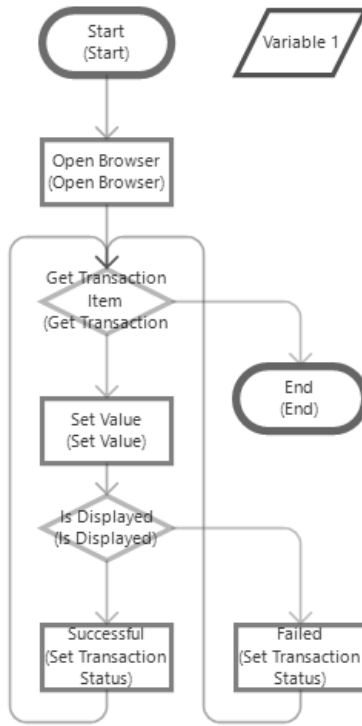 Start
(Start)
Variable 1
Open Browser
(Open Browser)
Get Transaction
Item
(Get Transaction
End
(End)
Set Value
(Set Value)
Is Displayed
(Is Displayed)
Successful
(Set Transaction
Status)
Failed
(Set Transaction
Status)